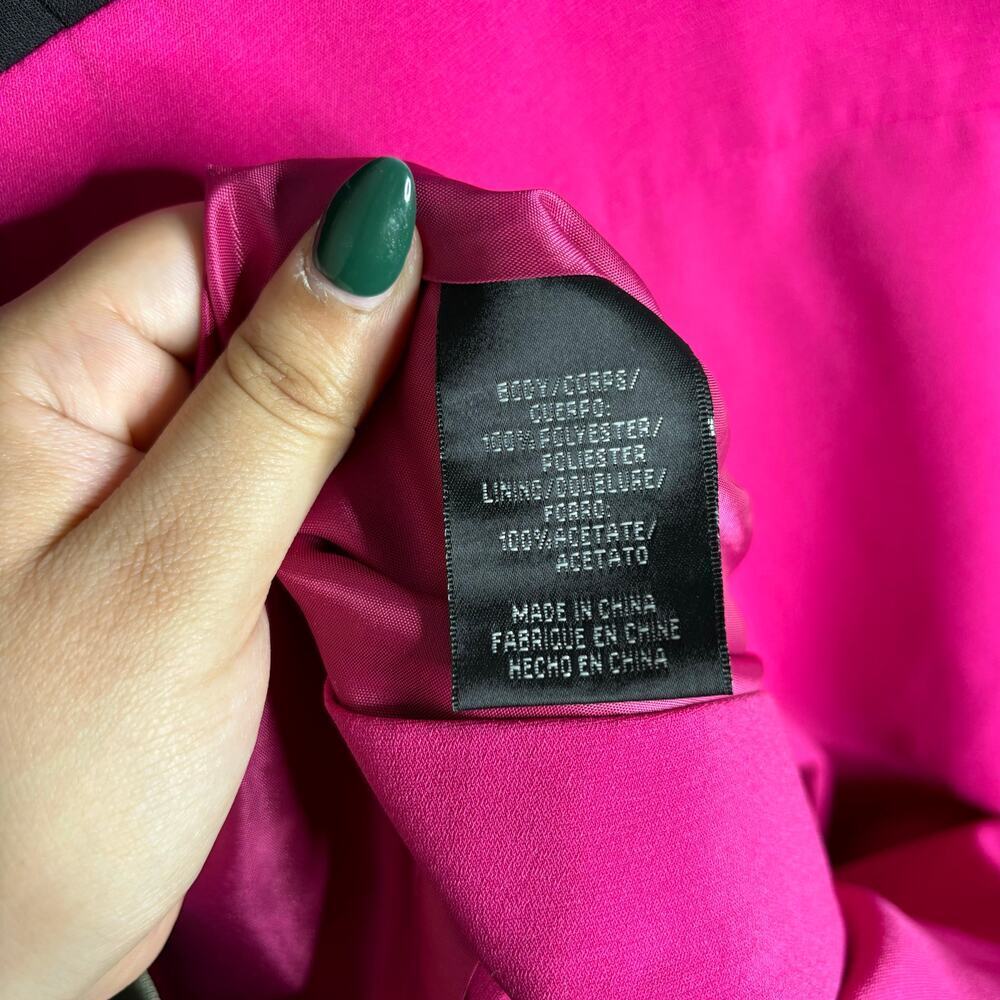 BODY/CORPS/
CUERPO:
100% POLYESTER/
POLIESTER
LINING/DOUBLURE/
FORRO:
100% ACETATE/
ACETATO
MADE IN CHINA
FABRIQUE EN CHINE
HECHO EN CHINA